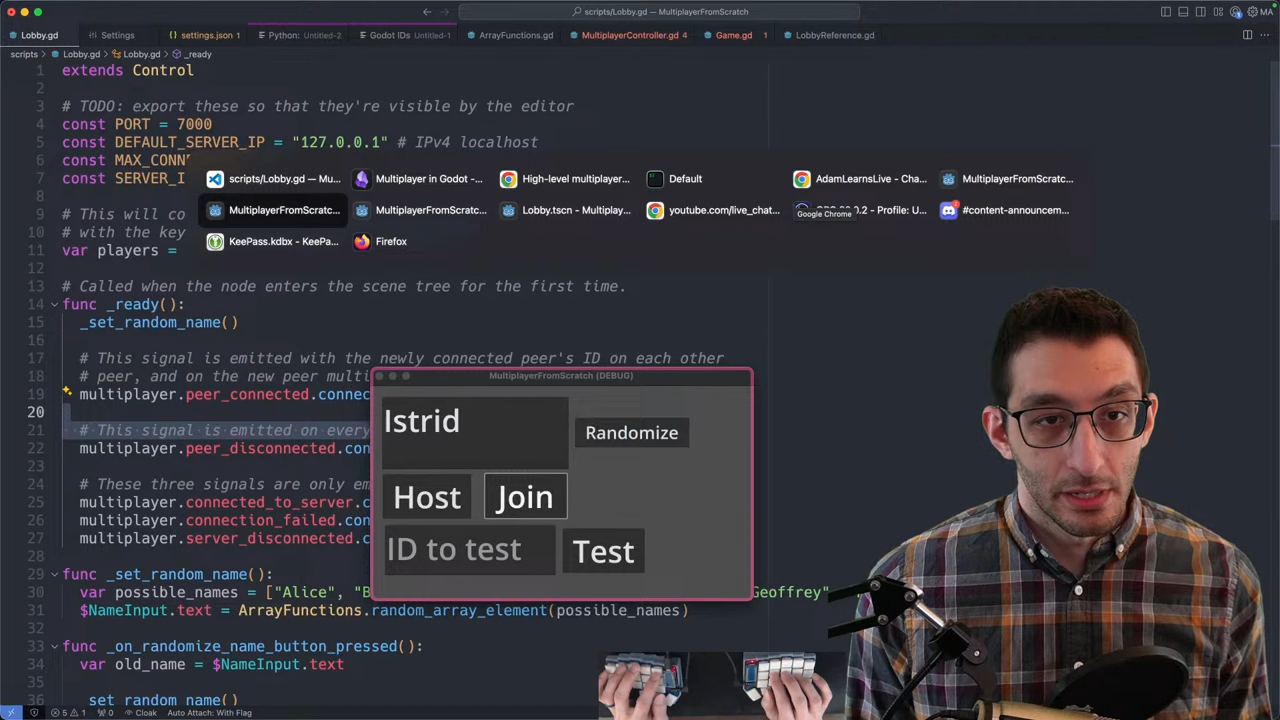 scripts/Lobby.gd — MultiplayerFromScratch
MA
Lobby.gd
Settings
settings.json 1
Python: Untitled-2
Godot IDs Untitled-1
ArrayFunctions.gd
MultiplayerController.gd 4
Game.gd 1
LobbyReference.gd
scripts > Lobby.gd > Lobby.gd > _ready
1 extends Control
2
3 # TODO: export these so that they're visible by the editor
4 const PORT = 7000
5 const DEFAULT_SERVER_IP = "127.0.0.1" # IPv4 localhost
6 const MAX_CONN
7 const SERVER_I
8
9 # This will co
10 # with the key
11 var players =
12
13 # Called when the node enters the scene tree for the first time.
14 func _ready():
15 _set_random_name()
16
17 # This signal is emitted with the newly connected peer's ID on each other
18 # peer, and on the new peer multi
19 multiplayer.peer_connected.connec
20
21 # This signal is emitted on every
22 multiplayer.peer_disconnected.con
23
24 # These three signals are only em
25 multiplayer.connected_to_server.c
26 multiplayer.connection_failed.con
27 multiplayer.server_disconnected.c
28
29 func _set_random_name():
30 var possible_names = ["Alice", "B Geoffrey"
31 $NameInput.text = ArrayFunctions.random_array_element(possible_names)
32
33 func _on_randomize_name_button_pressed():
34 var old_name = $NameInput.text
35
36 _set_random_name()
scripts/Lobby.gd — Mu...
Multiplayer in Godot -...
High-level multiplayer...
Default
AdamLearnsLive - Cha...
MultiplayerFromScratc...
MultiplayerFromScratc...
MultiplayerFromScratc...
Lobby.tscn - Multiplay...
youtube.com/live_chat...
Google Chrome
0.2 - Profile: U...
#content-announcem...
KeePass.kdbx - KeePa...
Firefox
MultiplayerFromScratch (DEBUG)
Istrid
Randomize
Host
Join
ID to test
Test
5 0
0
Cloak
Auto Attach: With Flag